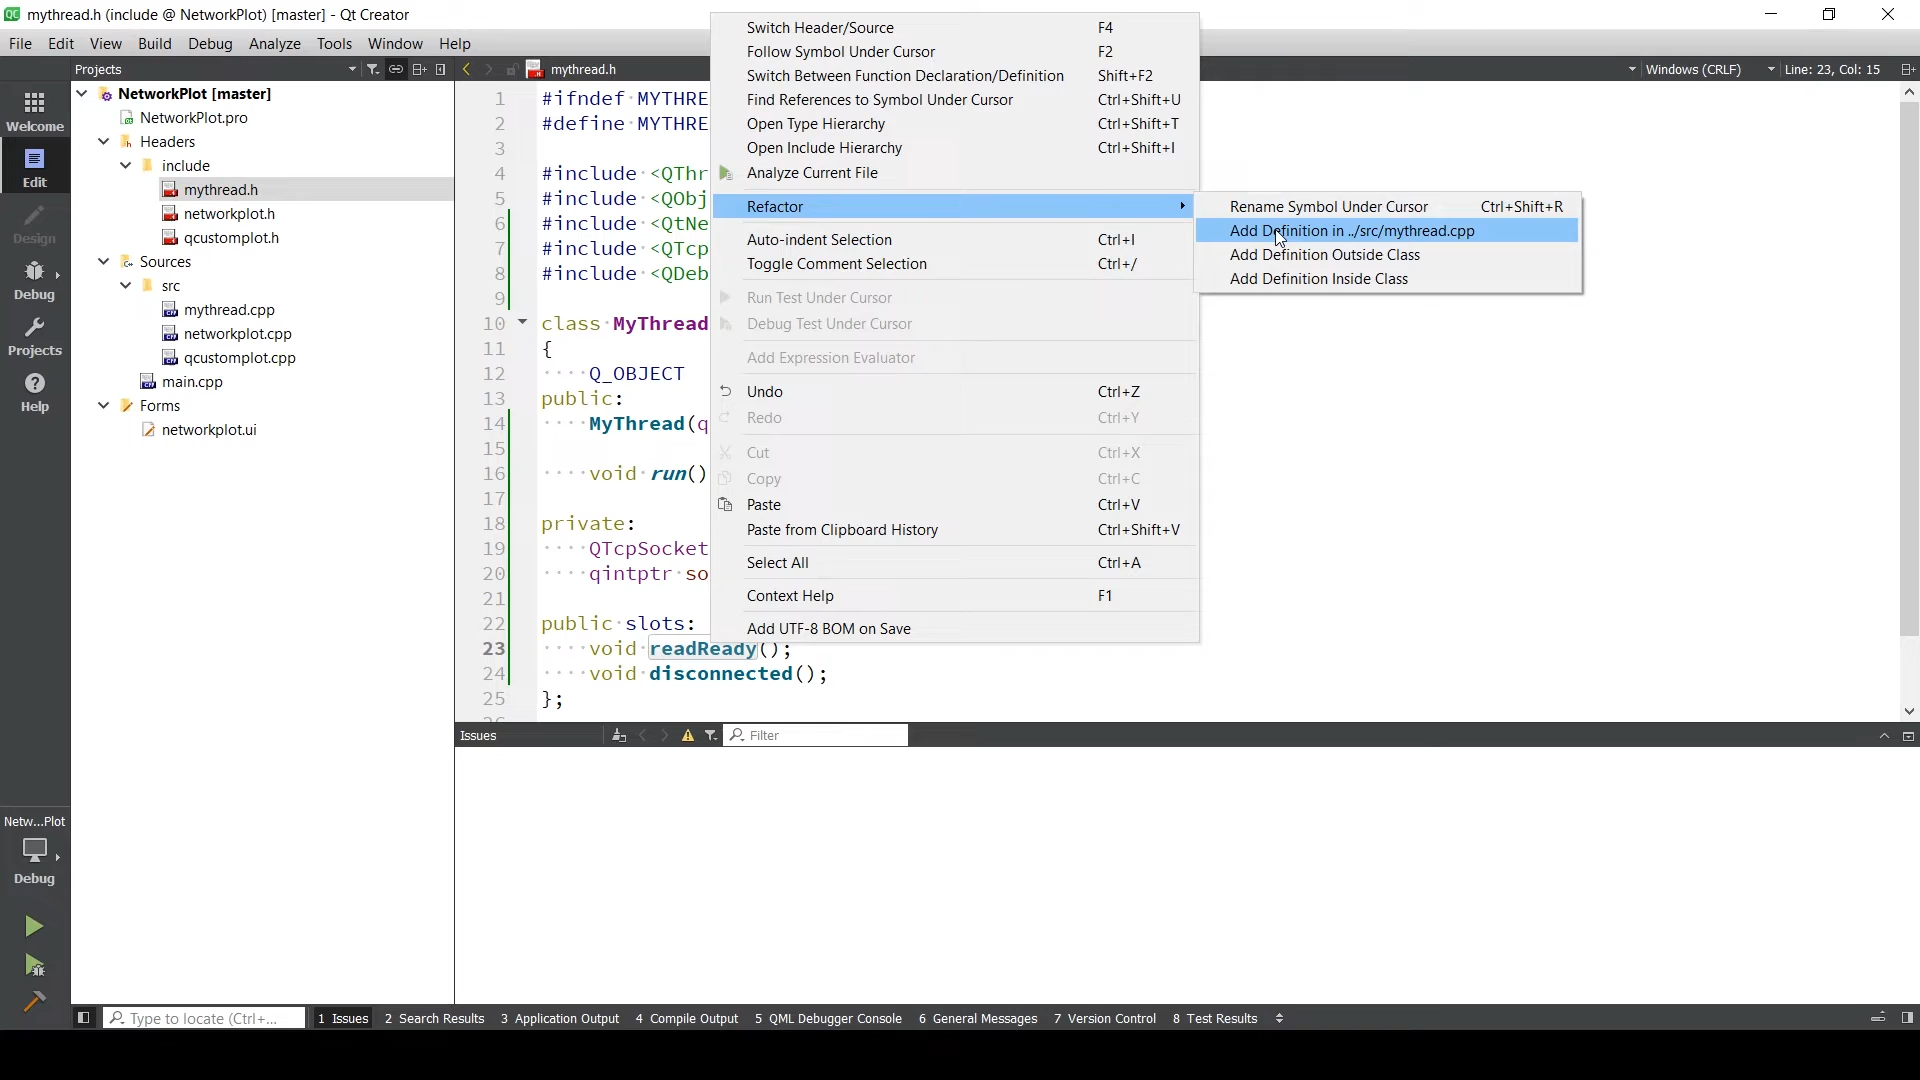 mythread.h (include @ NetworkPlot) [master] - Qt Creator
File Edit View Build Debug Analyze Tools Window Help
Projects
mythread.h
Windows (CRLF)
Line: 23, Col: 15
Welcome
Edit
Design
Debug
Projects
Help
NetworkPlot [master]
NetworkPlot.pro
Headers
include
mythread.h
networkplot.h
qcustomplot.h
Sources
src
mythread.cpp
networkplot.cpp
qcustomplot.cpp
main.cpp
Forms
networkplot.ui
1 #ifndef MYTHRE
2 #define MYTHRE
3
4 #include <QThr
5 #include <QObj
6 #include <QtNe
7 #include <QTcp
8 #include <QDeb
9
10 class MyThread
11 {
12 Q_OBJECT
13 public:
14 MyThread(q
15
16 void run()
17
18 private:
19 QTcpSocket
20 qintptr so
21
22 public slots:
23 void readReady();
24 void disconnected();
25 };
26
Switch Header/Source F4
Follow Symbol Under Cursor F2
Switch Between Function Declaration/Definition Shift+F2
Find References to Symbol Under Cursor Ctrl+Shift+U
Open Type Hierarchy Ctrl+Shift+T
Open Include Hierarchy Ctrl+Shift+I
Analyze Current File
Refactor
Auto-indent Selection Ctrl+I
Toggle Comment Selection Ctrl+/
Run Test Under Cursor
Debug Test Under Cursor
Add Expression Evaluator
Undo Ctrl+Z
Redo Ctrl+Y
Cut Ctrl+X
Copy Ctrl+C
Paste Ctrl+V
Paste from Clipboard History Ctrl+Shift+V
Select All Ctrl+A
Context Help F1
Add UTF-8 BOM on Save
Rename Symbol Under Cursor Ctrl+Shift+R
Add Definition in ../src/mythread.cpp
Add Definition Outside Class
Add Definition Inside Class
Issues
Filter
Netw...Plot
Debug
Type to locate (Ctrl+...
1 Issues 2 Search Results 3 Application Output 4 Compile Output 5 QML Debugger Console 6 General Messages 7 Version Control 8 Test Results